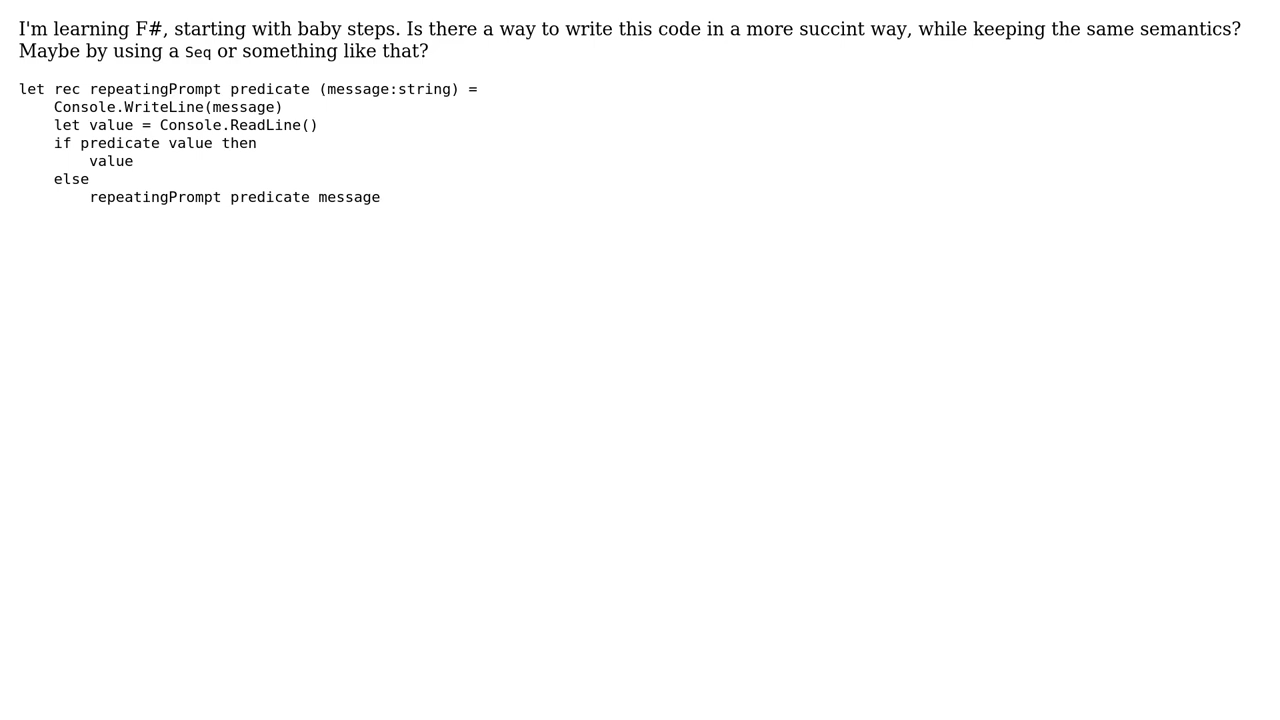 I'm learning F#, starting with baby steps. Is there a way to write this code in a more succint way, while keeping the same semantics?
Maybe by using a Seq or something like that?
let rec repeatingPrompt predicate (message:string) =
    Console.WriteLine(message)
    let value = Console.ReadLine()
    if predicate value then
        value
    else
        repeatingPrompt predicate message